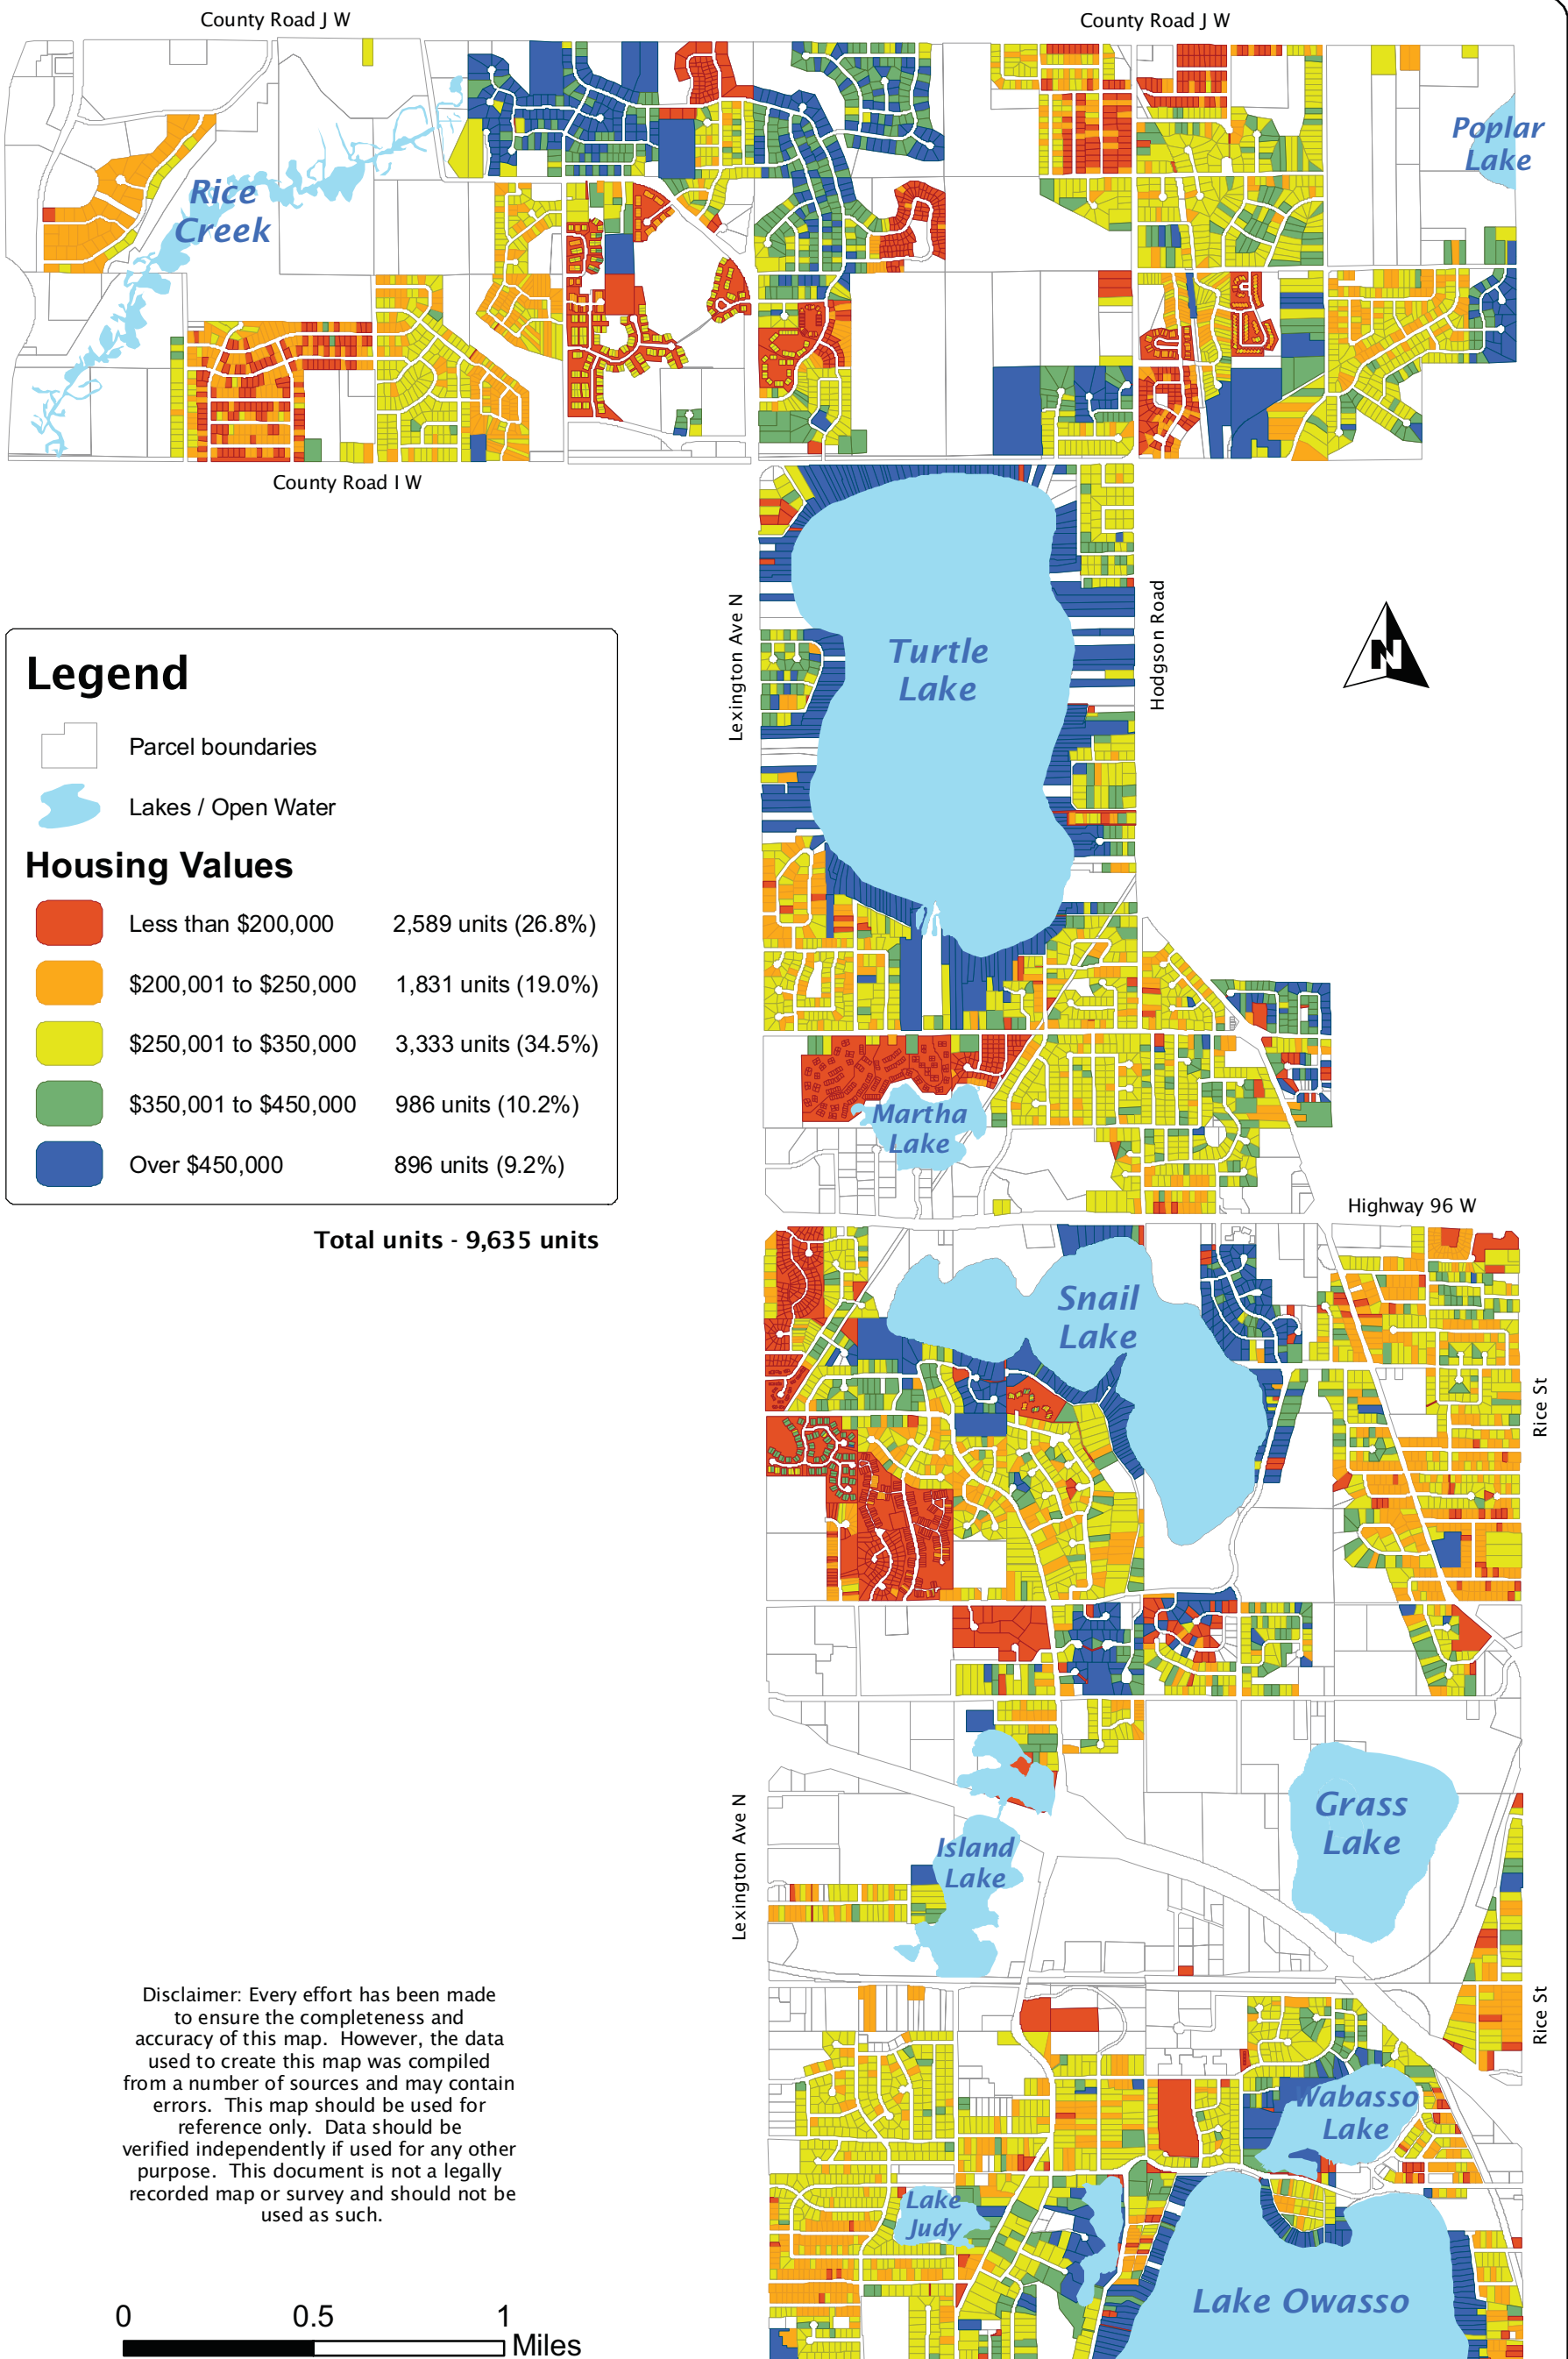 County Road J W
County Road J W
Poplar
Lake
Rice
Creek
County Road I W
Lexington Ave N
Turtle
Lake
Hodgson Road
N
Legend
Parcel boundaries
Lakes / Open Water
Housing Values
Less than $200,000 2,589 units (26.8%)
$200,001 to $250,000 1,831 units (19.0%)
$250,001 to $350,000 3,333 units (34.5%)
$350,001 to $450,000 986 units (10.2%)
Over $450,000 896 units (9.2%)
Total units - 9,635 units
Martha
Lake
Highway 96 W
Snail
Lake
Rice St
Grass
Lake
Island
Lake
Lexington Ave N
Rice St
Disclaimer: Every effort has been made
to ensure the completeness and
accuracy of this map. However, the data
used to create this map was compiled
from a number of sources and may contain
errors. This map should be used for
reference only. Data should be
verified independently if used for any other
purpose. This document is not a legally
recorded map or survey and should not be
used as such.
Wabasso
Lake
Lake
Judy
Lake Owasso
0 0.5 1
Miles